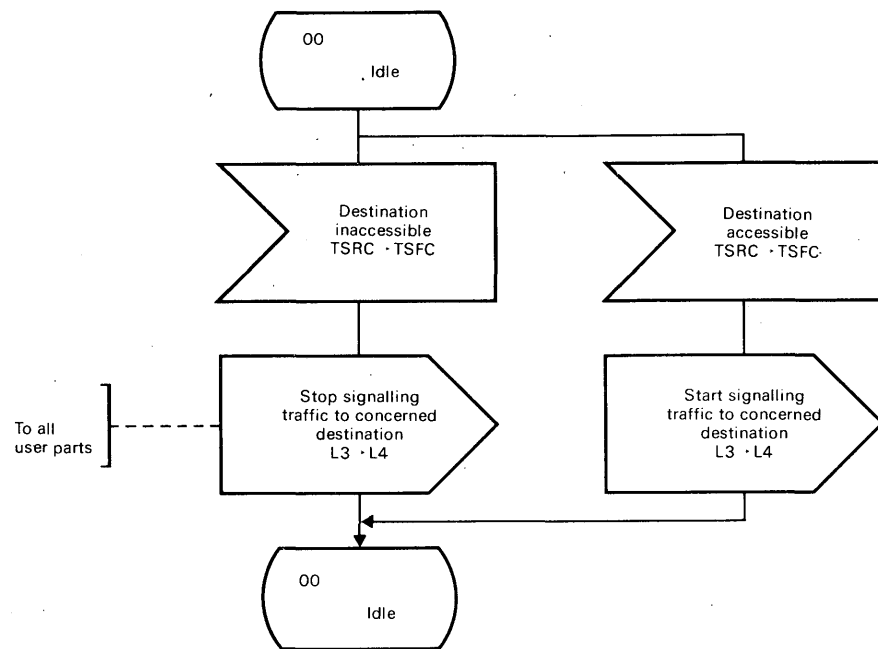 00
Idle
Destination
inaccessible
TSRC → TSFC
Destination
accessible
TSRC → TSFC
To all
user parts
Stop signalling
traffic to concerned
destination
L3 → L4
Start signalling
traffic to concerned
destination
L3 → L4
00
Idle